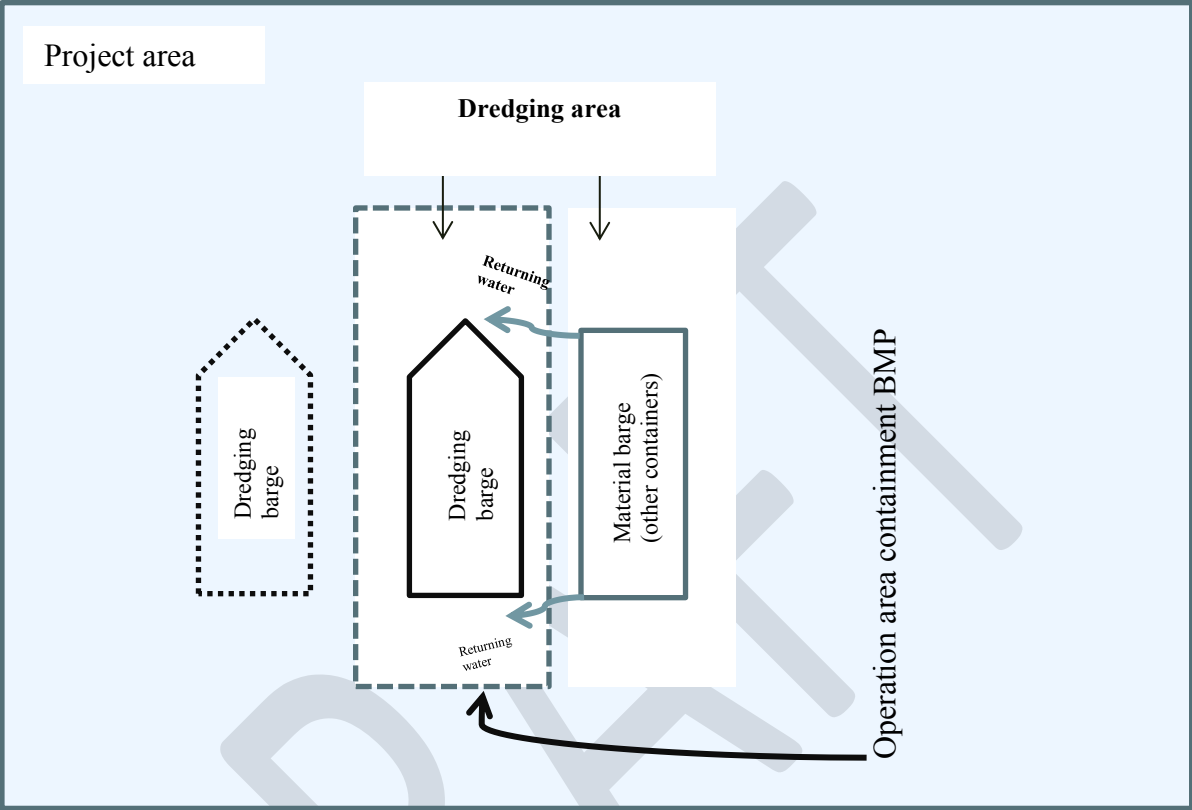 Project area
Dredging area
Returning
water
Dredging
barge
Dredging
barge
Material barge
(other containers)
Operation area containment BMP
Returning
water
DRAFT